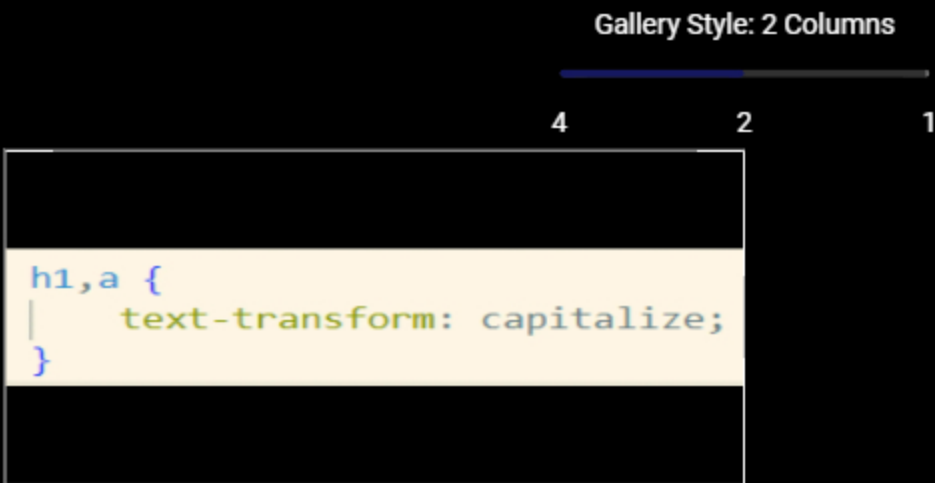 Gallery Style: 2 Columns
4 2 1
h1,a {
    text-transform: capitalize;
}